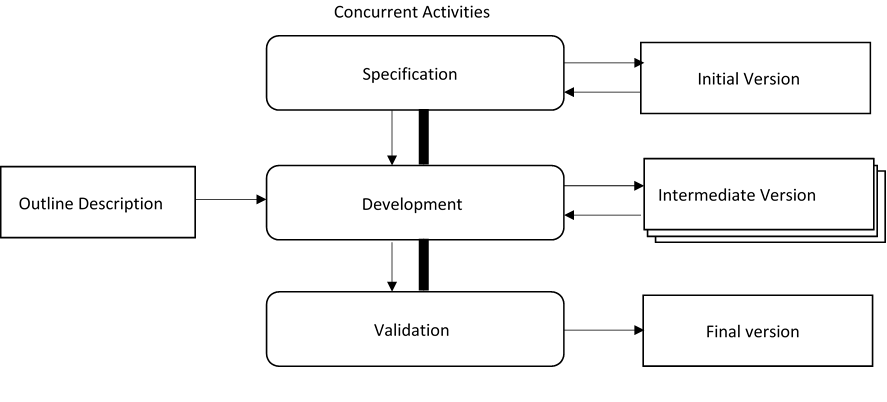 Concurrent Activities
Specification
Initial Version
Outline Description
Development
Intermediate Version
Validation
Final version